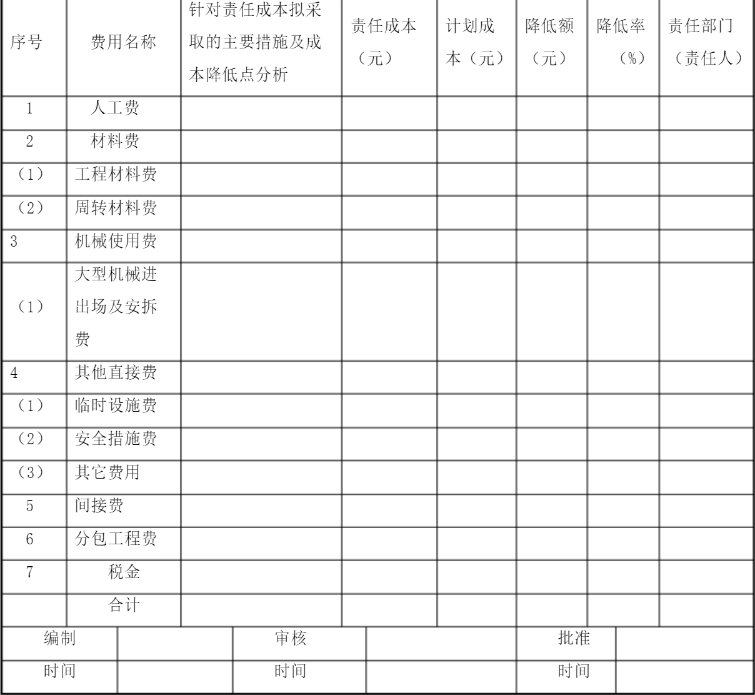 序号 费用名称 针对责任成本拟采取的主要措施及成本降低点分析 责任成本（元） 计划成本（元） 降低额（元） 降低率（%） 责任部门（责任人）
1 人工费
2 材料费
（1） 工程材料费
（2） 周转材料费
3 机械使用费
（1） 大型机械进出场及安拆费
4 其他直接费
（1） 临时设施费
（2） 安全措施费
（3） 其它费用
5 间接费
6 分包工程费
7 税金
合计
编制 审核 批准
时间 时间 时间